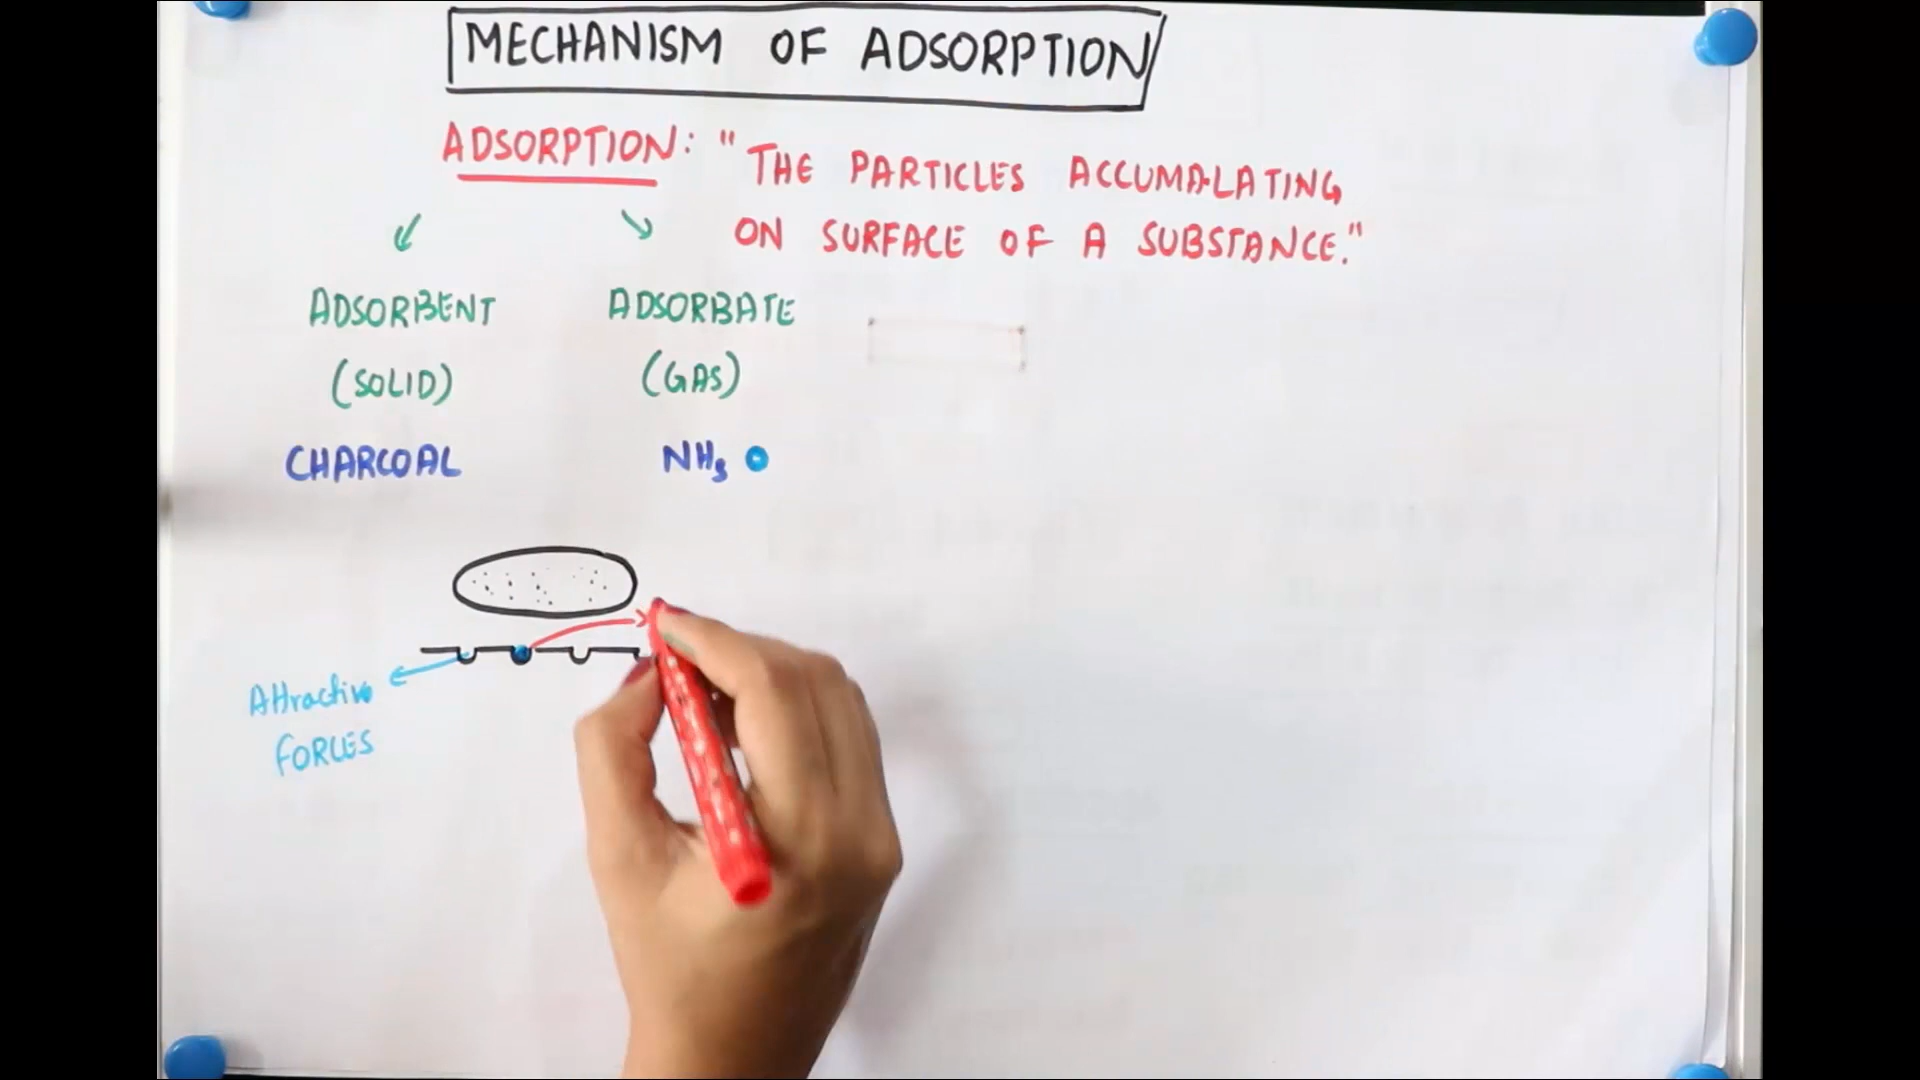 MECHANISM OF ADSORPTION
ADSORPTION: "THE PARTICLES ACCUMALATING
ON SURFACE OF A SUBSTANCE."
ADSORBENT ADSORBATE
(SOLID) (GAS)
CHARCOAL NH3
Attractive
FORCES